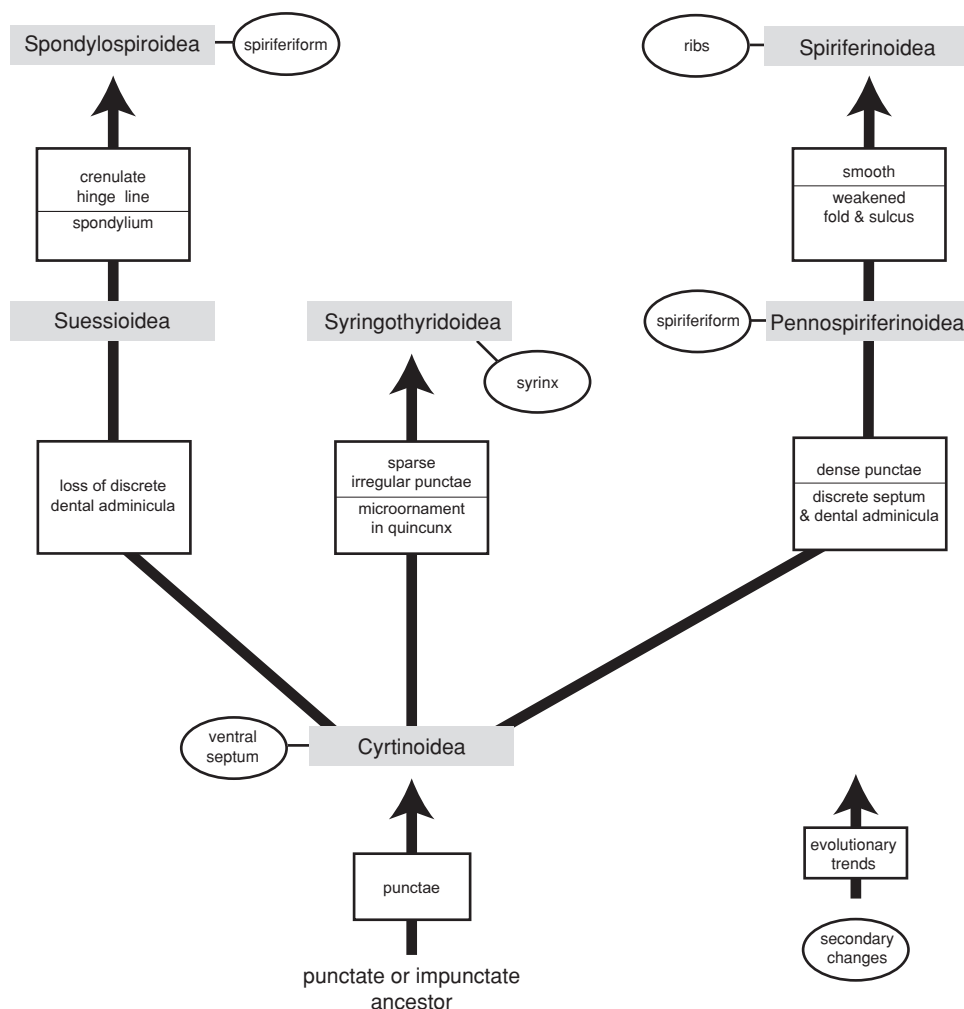 Spondylospiroidea
spiriferiform
ribs
Spiriferinoidea
crenulate
hinge line
spondylium
smooth
weakened
fold & sulcus
Suessioidea
Syringothyridoidea
syrinx
spiriferiform
Pennospiriferinoidea
loss of discrete
dental adminicula
sparse
irregular punctae
microornament
in quincunx
dense punctae
discrete septum
& dental adminicula
ventral
septum
Cyrtinoidea
punctae
punctate or impunctate
ancestor
evolutionary
trends
secondary
changes